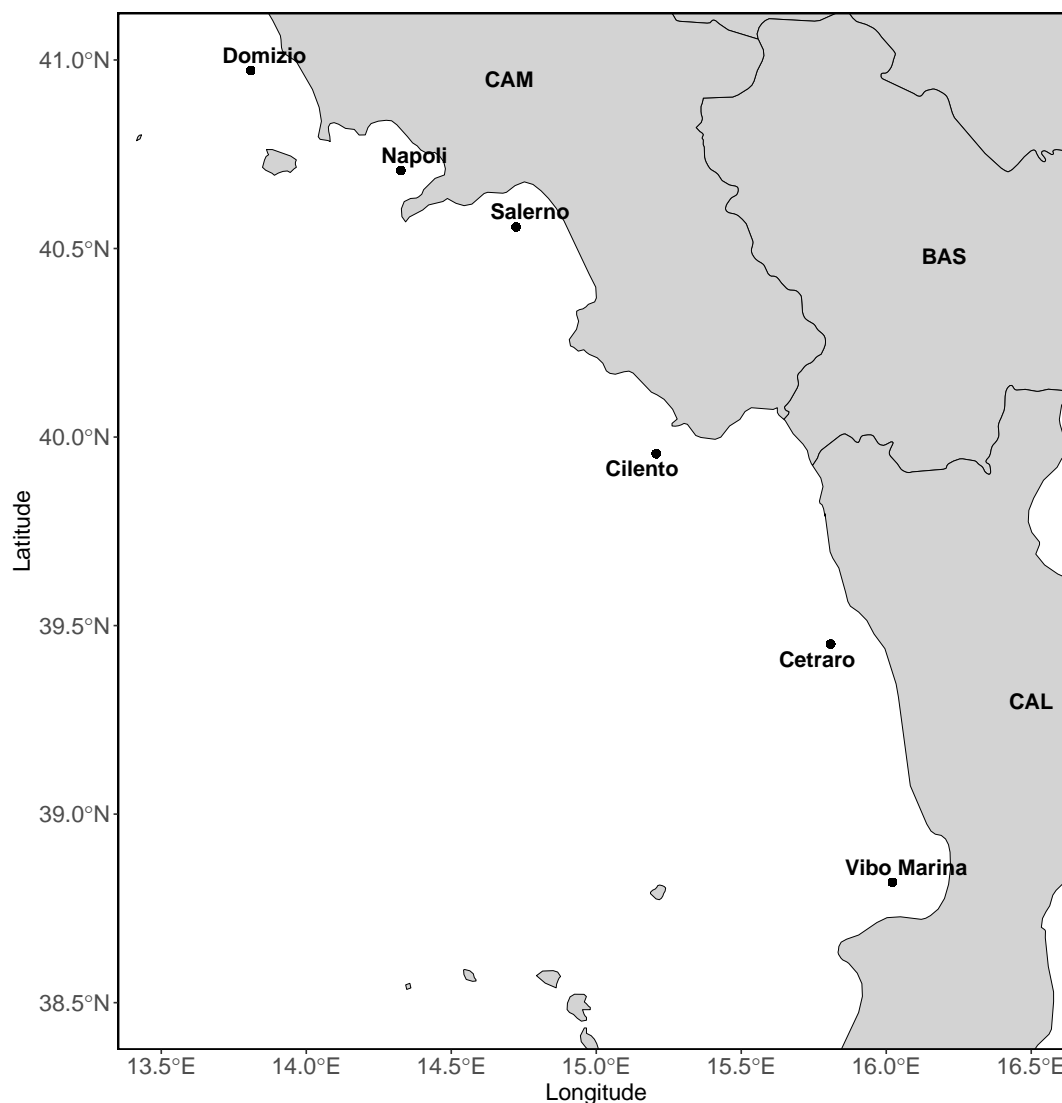 41.0°N
Domizio
CAM
Napoli
Salerno
40.5°N
BAS
40.0°N
Cilento
Latitude
39.5°N
Cetraro
CAL
39.0°N
Vibo Marina
38.5°N
13.5°E 14.0°E 14.5°E 15.0°E 15.5°E 16.0°E 16.5°E
Longitude